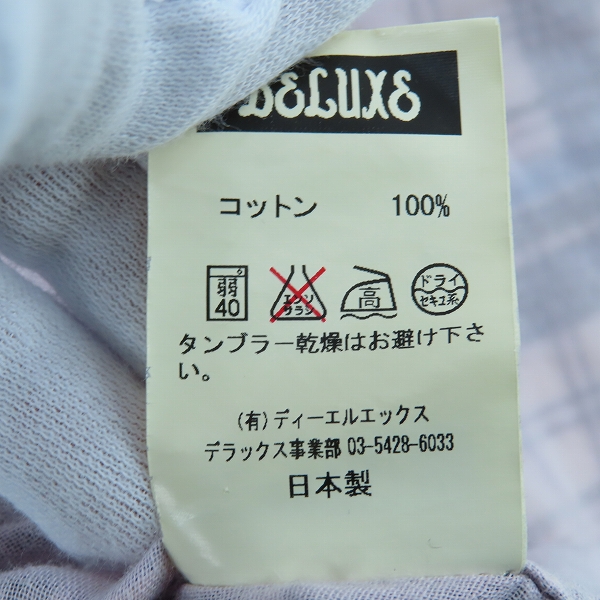 DELUXE
コットン 100%
弱 40 エンソ サラシ 高 ドライ セキユ系
タンブラー乾燥はお避け下さ
い。
(有)ディーエルエックス
デラックス事業部 03-5428-6033
日本製